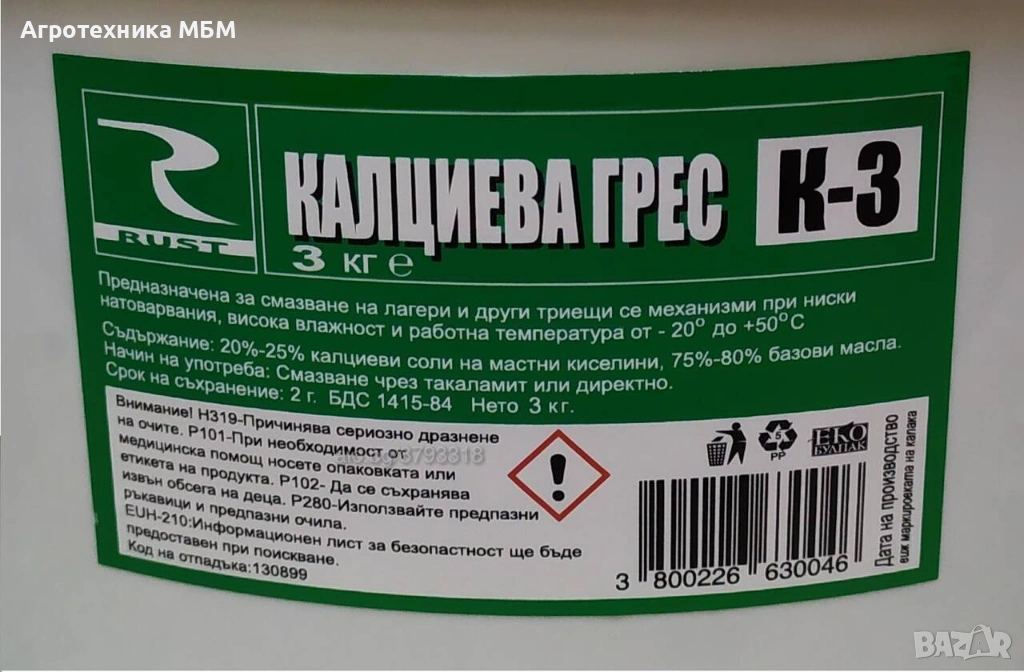 Агротехника МБМ
RUST
КАЛЦИЕВА ГРЕС
К-3
3 КГ e
Предназначена за смазване на лагери и други триещи се механизми при ниски
натоварвания, висока влажност и работна температура от - 20° до +50°С
Съдържание: 20%-25% калциеви соли на мастни киселини, 75%-80% базови масла.
Начин на употреба: Смазване чрез такаламит или директно.
Срок на съхранение: 2 г. БДС 1415-84 Нето 3 кг.
Внимание! H319-Причинява сериозно дразнене
на очите. P101-При необходимост от
медицинска помощ носете опаковката или
етикета на продукта. P102- Да се съхранява
извън обсега на деца. P280-Използвайте предпазни
ръкавици и предпазни очила.
EUH-210:Информационен лист за безопастност ще бъде
предоставен при поискване.
Код на отпадъка:130899
5
PP
ЕКО
БУЛПАК
3 800226 630046
Дата на производство
виж маркировката на капака
3793318
BAZAR